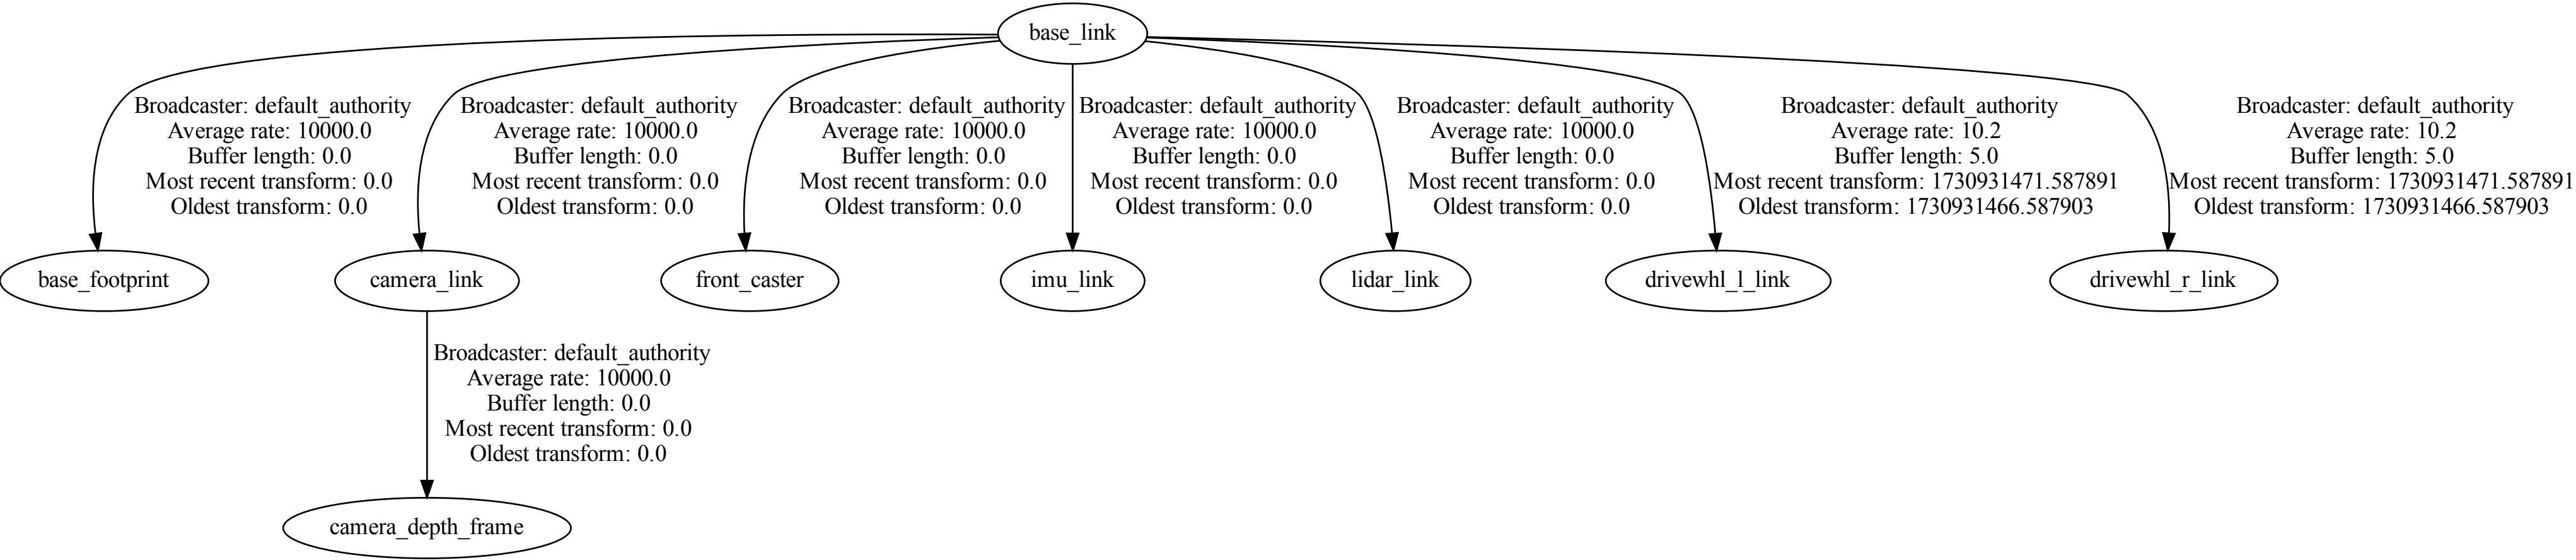 base_link
Broadcaster: default_authority
Average rate: 10000.0
Buffer length: 0.0
Most recent transform: 0.0
Oldest transform: 0.0
Broadcaster: default_authority
Average rate: 10000.0
Buffer length: 0.0
Most recent transform: 0.0
Oldest transform: 0.0
Broadcaster: default_authority
Average rate: 10000.0
Buffer length: 0.0
Most recent transform: 0.0
Oldest transform: 0.0
Broadcaster: default_authority
Average rate: 10000.0
Buffer length: 0.0
Most recent transform: 0.0
Oldest transform: 0.0
Broadcaster: default_authority
Average rate: 10000.0
Buffer length: 0.0
Most recent transform: 0.0
Oldest transform: 0.0
Broadcaster: default_authority
Average rate: 10.2
Buffer length: 5.0
Most recent transform: 1730931471.587891
Oldest transform: 1730931466.587903
Broadcaster: default_authority
Average rate: 10.2
Buffer length: 5.0
Most recent transform: 1730931471.587891
Oldest transform: 1730931466.587903
base_footprint
camera_link
front_caster
imu_link
lidar_link
drivewhl_l_link
drivewhl_r_link
Broadcaster: default_authority
Average rate: 10000.0
Buffer length: 0.0
Most recent transform: 0.0
Oldest transform: 0.0
camera_depth_frame